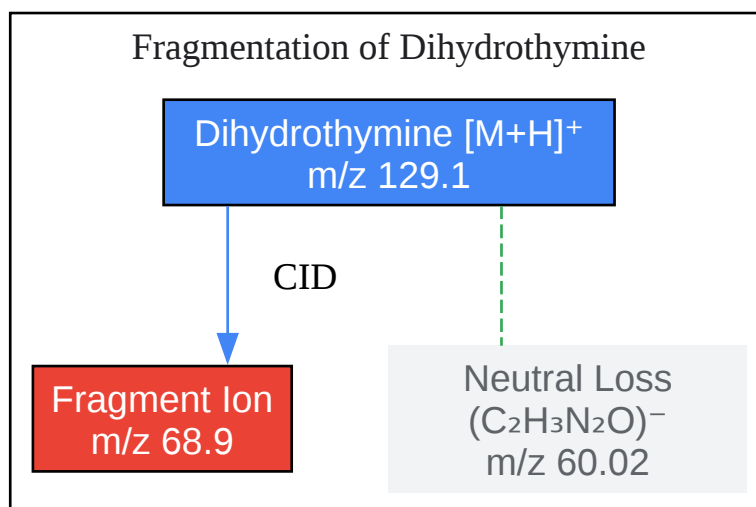 Fragmentation of Dihydrothymine
Dihydrothymine [M+H]⁺
m/z 129.1
CID
Fragment Ion
m/z 68.9
Neutral Loss
(C₂H₃N₂O)⁻
m/z 60.02